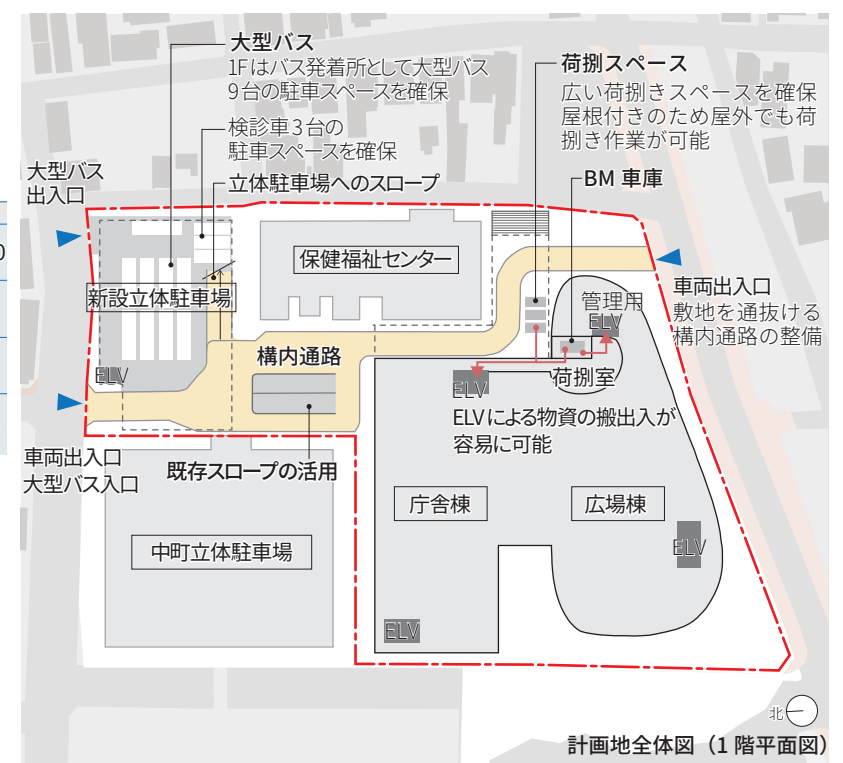 大型バス
1Fはバス発着所として大型バス
9台の駐車スペースを確保
検診車3台の
駐車スペースを確保
立体駐車場へのスロープ
荷捌スペース
広い荷捌きスペースを確保
屋根付きのため屋外でも荷
捌き作業が可能
BM 車庫
大型バス
出入口
0
新設立体駐車場
保健福祉センター
管理用
ELV
車両出入口
敷地を通抜ける
構内通路の整備
構内通路
荷捌室
ELV
ELV
ELVによる物資の搬出入が
容易に可能
車両出入口
大型バス入口
既存スロープの活用
庁舎棟
広場棟
中町立体駐車場
ELV
ELV
北
計画地全体図（1 階平面図）